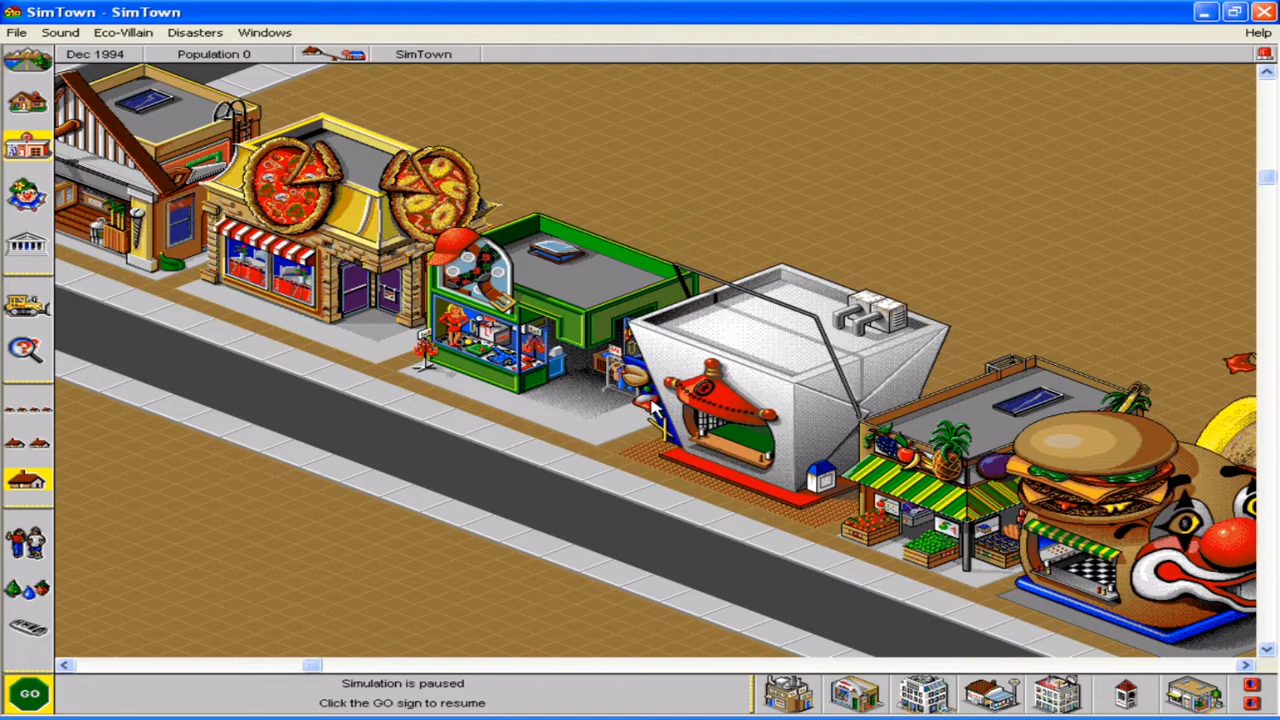 SimTown - SimTown
File Sound Eco-Villain Disasters Windows Help
Dec 1994 Population 0 SimTown
GO
Simulation is paused
Click the GO sign to resume